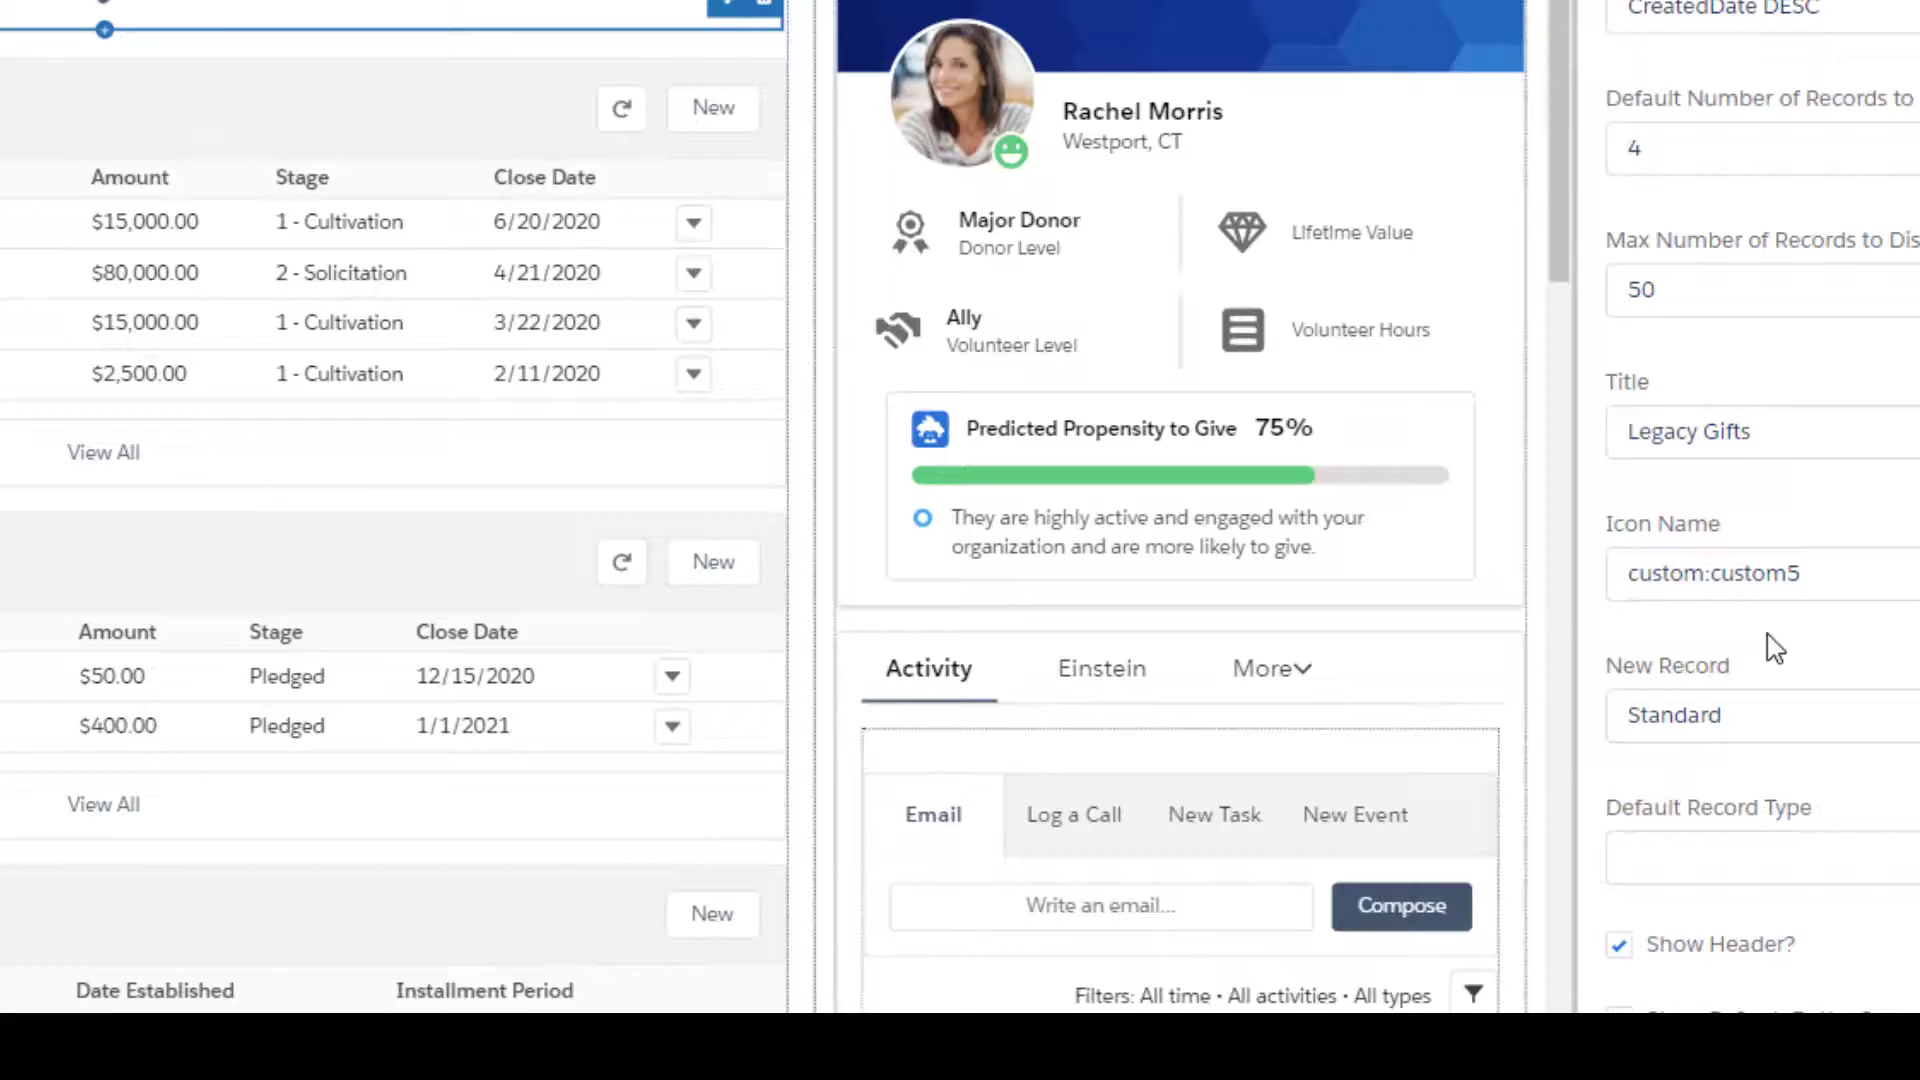 New
Amount Stage Close Date
$15,000.00 1 - Cultivation 6/20/2020
$80,000.00 2 - Solicitation 4/21/2020
$15,000.00 1 - Cultivation 3/22/2020
$2,500.00 1 - Cultivation 2/11/2020
View All
New
Amount Stage Close Date
$50.00 Pledged 12/15/2020
$400.00 Pledged 1/1/2021
View All
New
Date Established Installment Period
Rachel Morris
Westport, CT
Major Donor
Donor Level
Lifetime Value
Ally
Volunteer Level
Volunteer Hours
Predicted Propensity to Give 75%
They are highly active and engaged with your
organization and are more likely to give.
Activity Einstein More
Email Log a Call New Task New Event
Write an email... Compose
Filters: All time • All activities • All types
CreatedDate DESC
Default Number of Records to
4
Max Number of Records to Dis
50
Title
Legacy Gifts
Icon Name
custom:custom5
New Record
Standard
Default Record Type
Show Header?